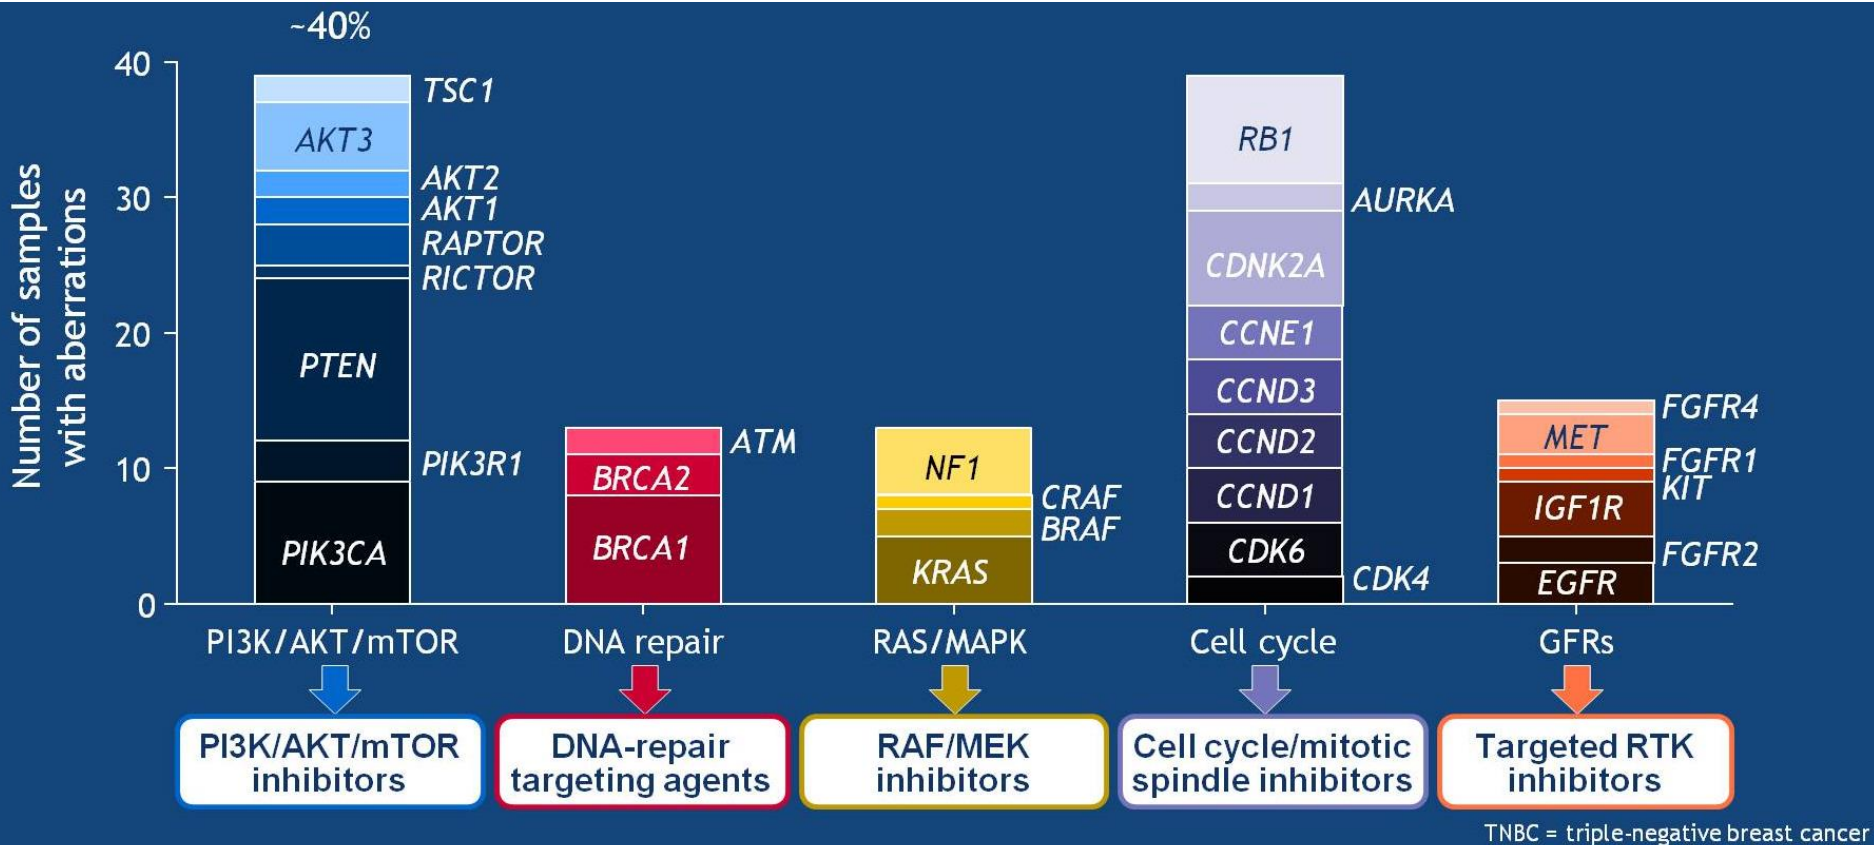 ~40%
Number of samples
with aberrations
40
30
20
10
0
TSC1
AKT3
AKT2
AKT1
RAPTOR
RICTOR
PTEN
PIK3R1
PIK3CA
ATM
BRCA2
BRCA1
NF1
CRAF
BRAF
KRAS
RB1
AURKA
CDNK2A
CCNE1
CCND3
CCND2
CCND1
CDK6
CDK4
FGFR4
MET
FGFR1
KIT
IGF1R
FGFR2
EGFR
PI3K/AKT/mTOR
DNA repair
RAS/MAPK
Cell cycle
GFRs
PI3K/AKT/mTOR
inhibitors
DNA-repair
targeting agents
RAF/MEK
inhibitors
Cell cycle/mitotic
spindle inhibitors
Targeted RTK
inhibitors
TNBC = triple-negative breast cancer